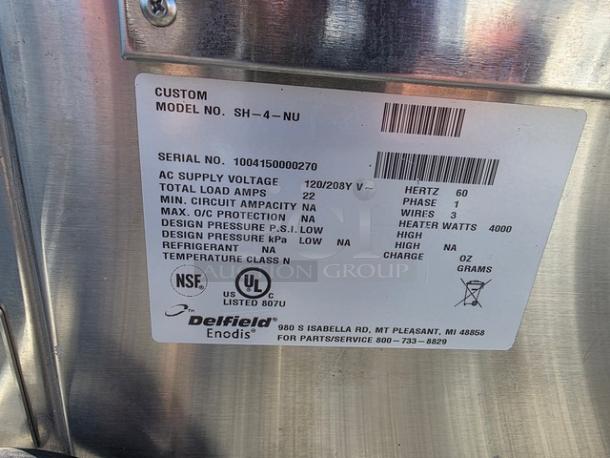 CUSTOM
MODEL NO. SH-4-NU
SERIAL NO. 1004150000270
AC SUPPLY VOLTAGE 120/208Y V~ HERTZ 60
TOTAL LOAD AMPS 22 PHASE 1
MIN. CIRCUIT AMPACITY NA WIRES 3
MAX. O/C PROTECTION NA HEATER WATTS 4000
DESIGN PRESSURE P.S.I. LOW HIGH
DESIGN PRESSURE kPa LOW NA HIGH NA
REFRIGERANT NA CHARGE OZ
TEMPERATURE CLASS N GRAMS
AUCTION GROUP
NSF®
UL
US C
LISTED 807U
Delfield®
Enodis®
980 S ISABELLA RD, MT PLEASANT, MI 48858
FOR PARTS/SERVICE 800-733-8829